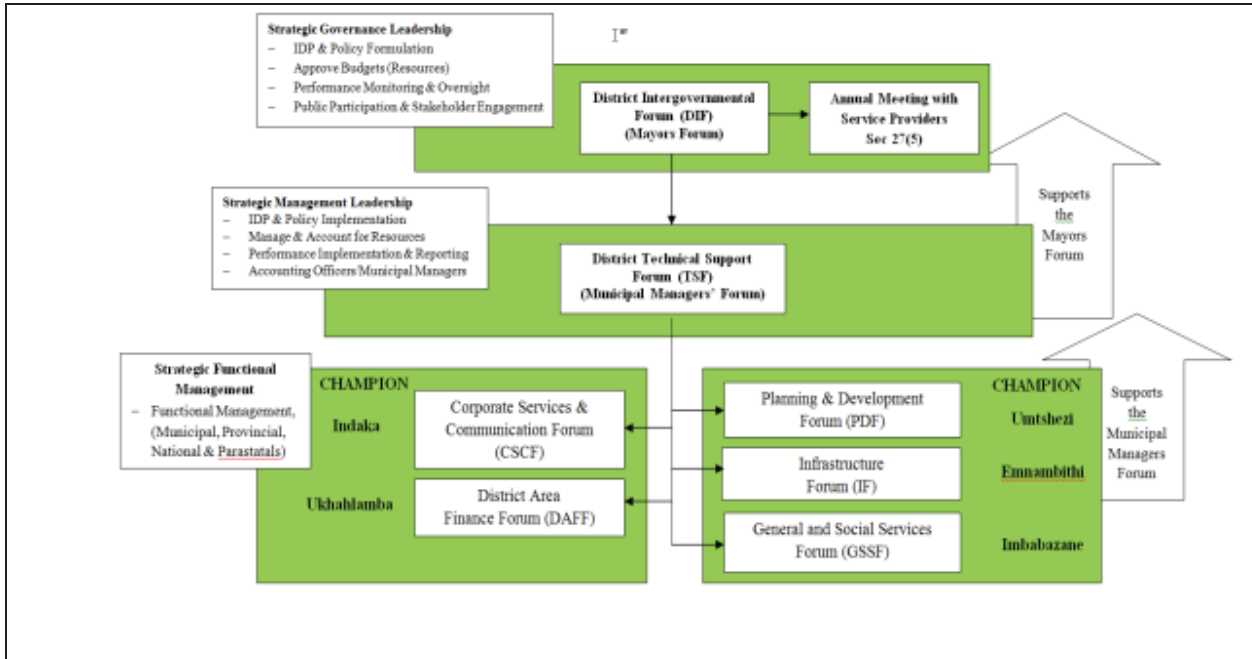 Strategic Governance Leadership
– IDP & Policy Formulation
– Approve Budgets (Resources)
– Performance Monitoring & Oversight
– Public Participation & Stakeholder Engagement
District Intergovernmental
Forum (DIF)
(Mayors Forum)
Annual Meeting with
Service Providers
Sec 27(5)
Supports
the
Mayors
Forum
Strategic Management Leadership
– IDP & Policy Implementation
– Manage & Account for Resources
– Performance Implementation & Reporting
– Accounting Officers/Municipal Managers
District Technical Support
Forum (TSF)
(Municipal Managers’ Forum)
Strategic Functional
Management
– Functional Management,
(Municipal, Provincial,
National & Parastatals)
CHAMPION
Indaka
Corporate Services &
Communication Forum
(CSCF)
Ukhahlamba
District Area
Finance Forum (DAFF)
Planning & Development
Forum (PDF)
CHAMPION
Umtshezi
Infrastructure
Forum (IF)
Emnambithi
General and Social Services
Forum (GSSF)
Imbabazane
Supports
the
Municipal
Managers
Forum